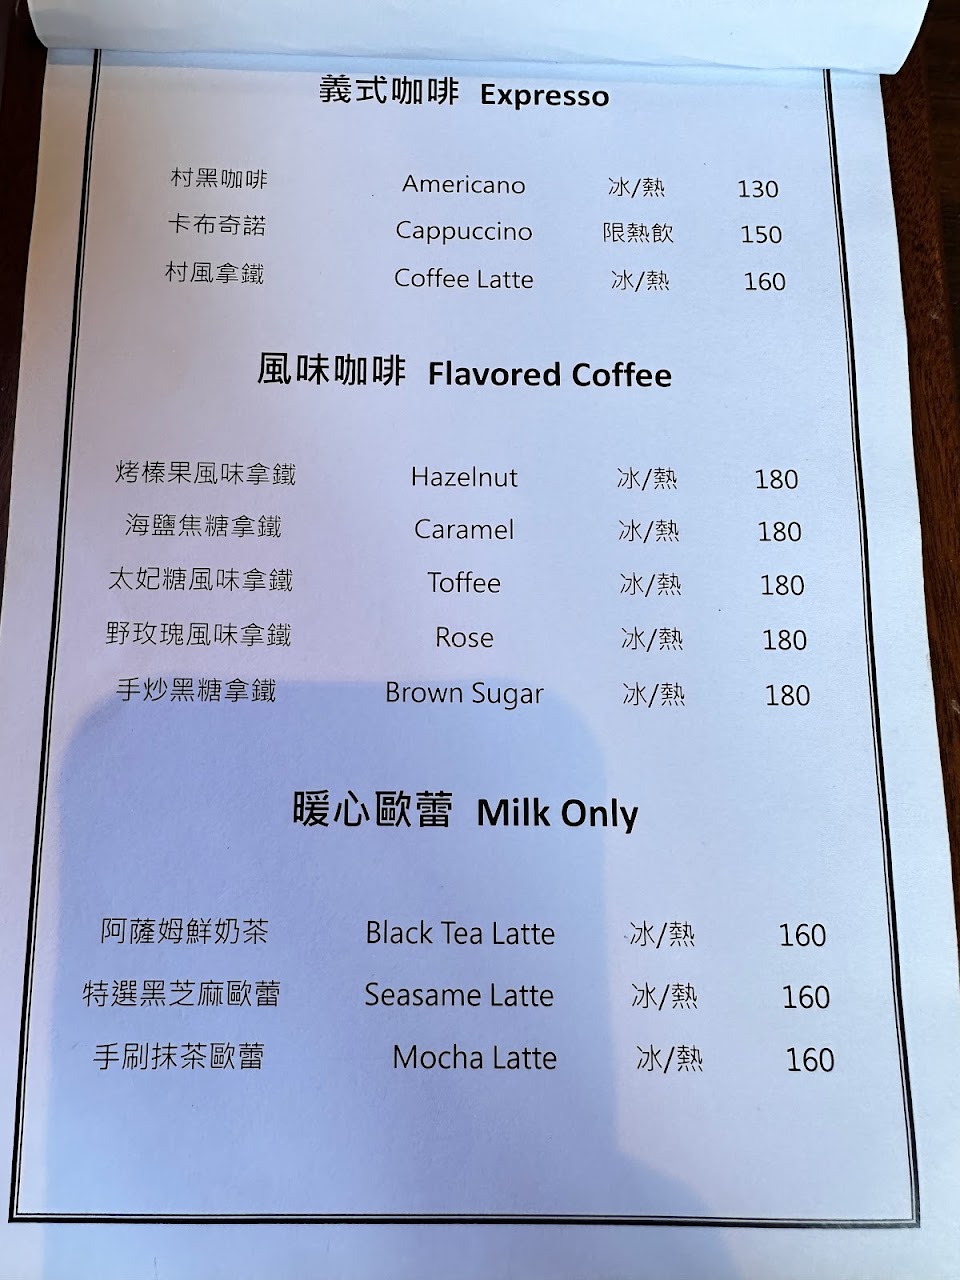 義式咖啡 Expresso
村黑咖啡 Americano 冰/熱 130
卡布奇諾 Cappuccino 限熱飲 150
村風拿鐵 Coffee Latte 冰/熱 160
風味咖啡 Flavored Coffee
烤榛果風味拿鐵 Hazelnut 冰/熱 180
海鹽焦糖拿鐵 Caramel 冰/熱 180
太妃糖風味拿鐵 Toffee 冰/熱 180
野玫瑰風味拿鐵 Rose 冰/熱 180
手炒黑糖拿鐵 Brown Sugar 冰/熱 180
暖心歐蕾 Milk Only
阿薩姆鮮奶茶 Black Tea Latte 冰/熱 160
特選黑芝麻歐蕾 Seasame Latte 冰/熱 160
手刷抹茶歐蕾 Mocha Latte 冰/熱 160